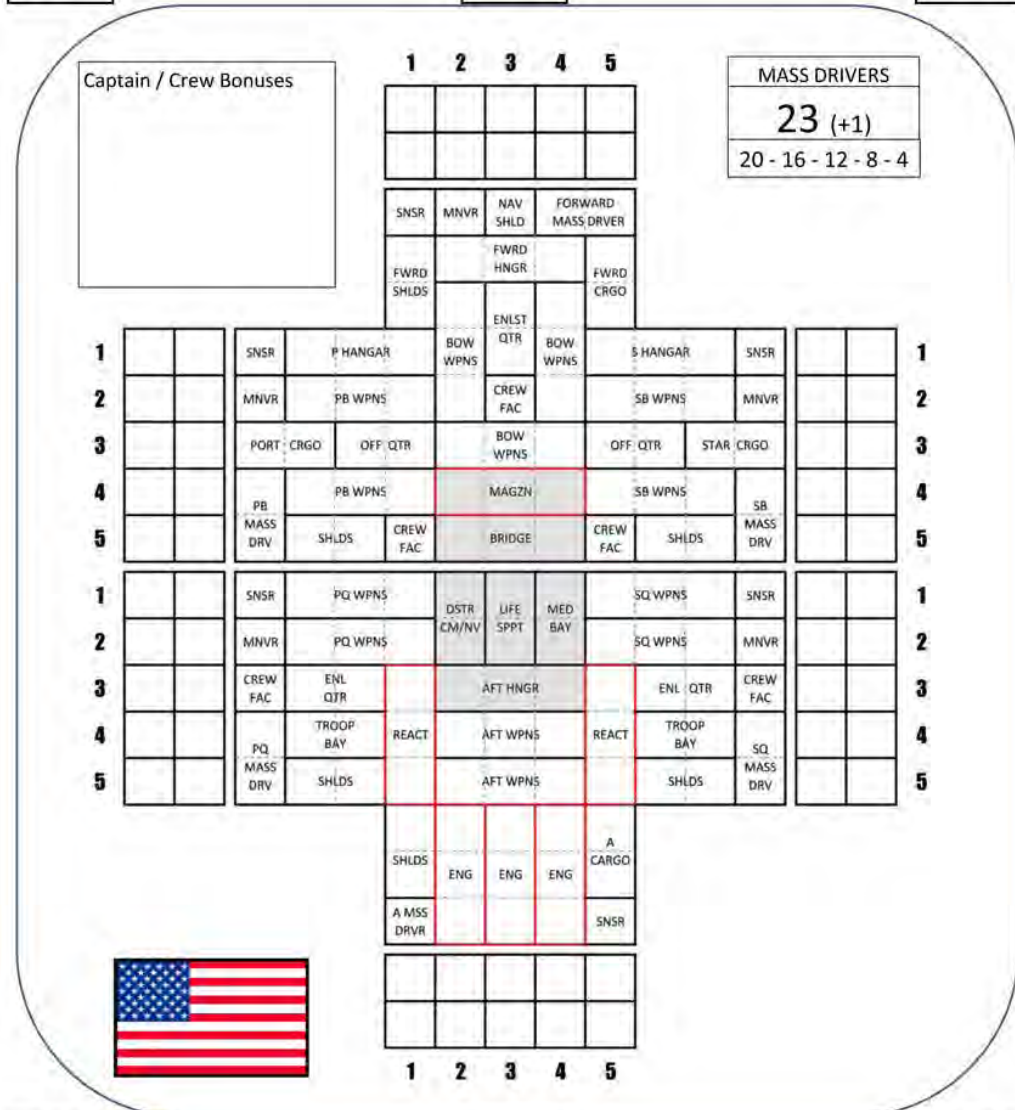 1 2 3 4 5
Captain / Crew Bonuses
MASS DRIVERS
23 (+1)
20 - 16 - 12 - 8 - 4
SNSR MNVR NAV SHLD FORWARD MASS DRVER
FWRD SHLDS FWRD HNGR FWRD CRGO
ENLST QTR
1 SNSR P HANGAR BOW WPNS BOW WPNS S HANGAR SNSR 1
2 MNVR PB WPNS CREW FAC SB WPNS MNVR 2
3 PORT CRGO OFF QTR BOW WPNS OFF QTR STAR CRGO 3
4 PB MASS DRV PB WPNS MAGZN SB WPNS SB MASS DRV 4
5 SHLDS CREW FAC BRIDGE CREW FAC SHLDS 5
1 SNSR PQ WPNS DSTR CM/NV LIFE SPPT MED BAY SQ WPNS SNSR 1
2 MNVR PQ WPNS SQ WPNS MNVR 2
3 CREW FAC ENL QTR AFT HNGR ENL QTR CREW FAC 3
4 PQ MASS DRV TROOP BAY REACT AFT WPNS REACT TROOP BAY SQ MASS DRV 4
5 SHLDS AFT WPNS SHLDS 5
SHLDS ENG ENG ENG A CARGO
A MSS DRVR SNSR
1 2 3 4 5